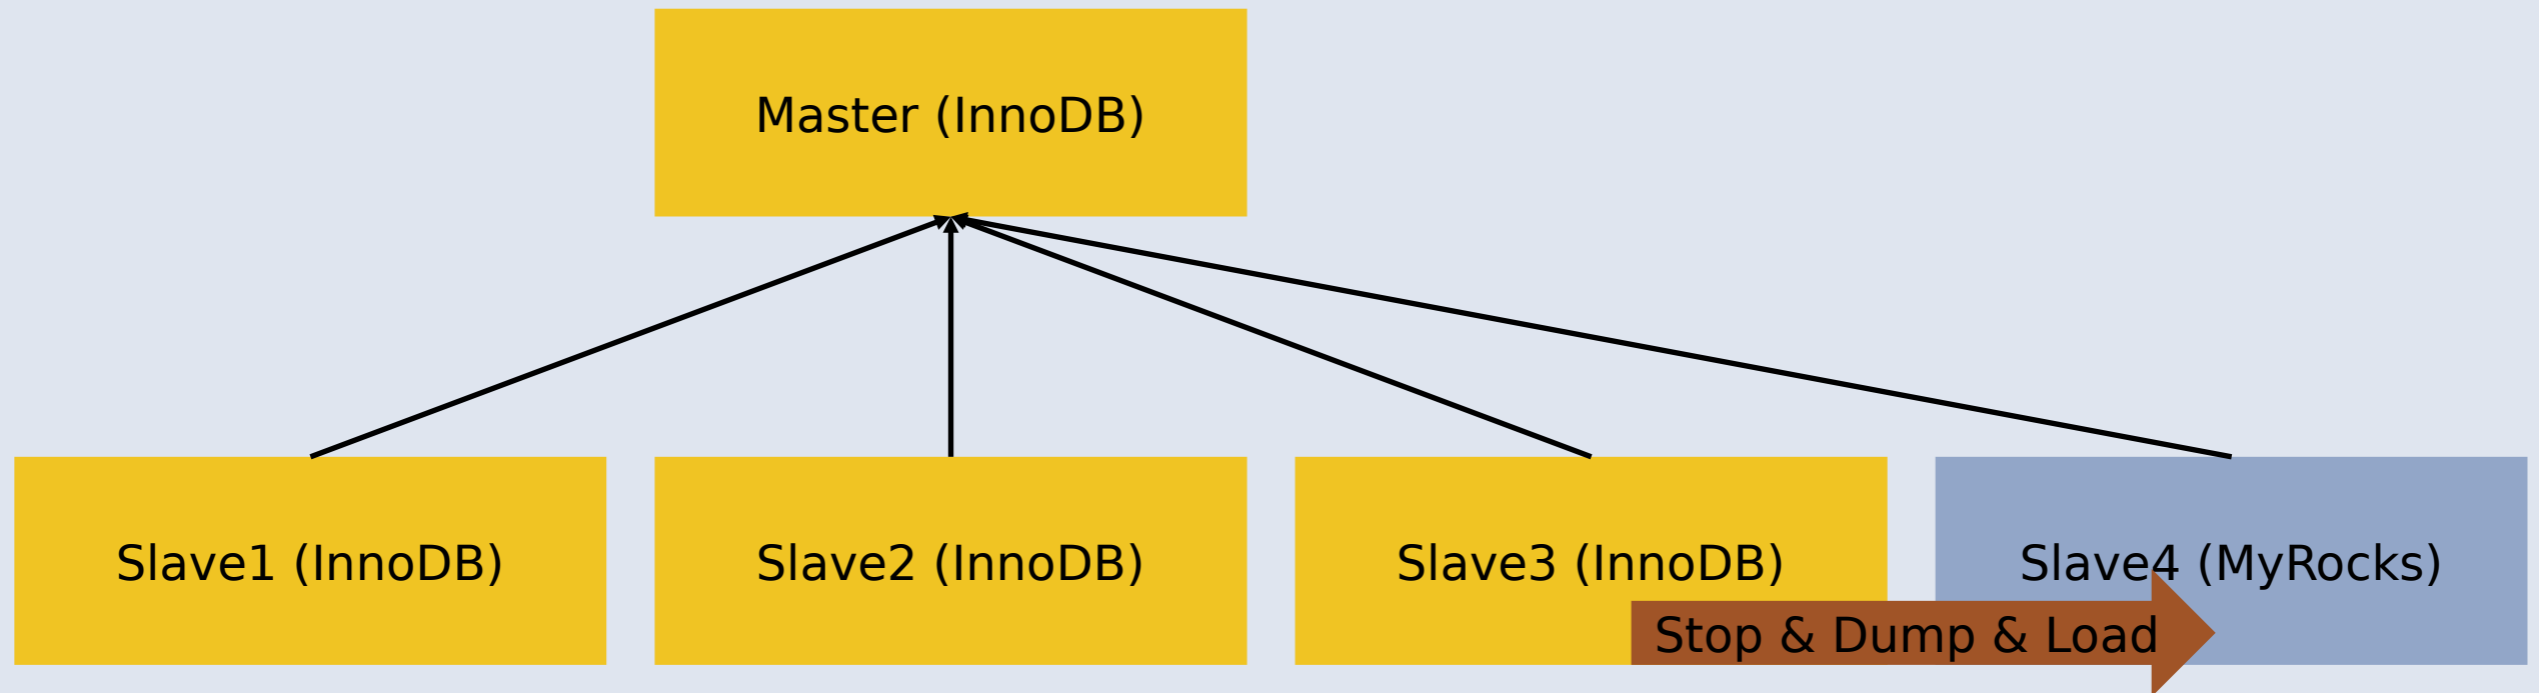 Master (InnoDB)
Slave1 (InnoDB)
Slave2 (InnoDB)
Slave3 (InnoDB)
Slave4 (MyRocks)
Stop & Dump & Load